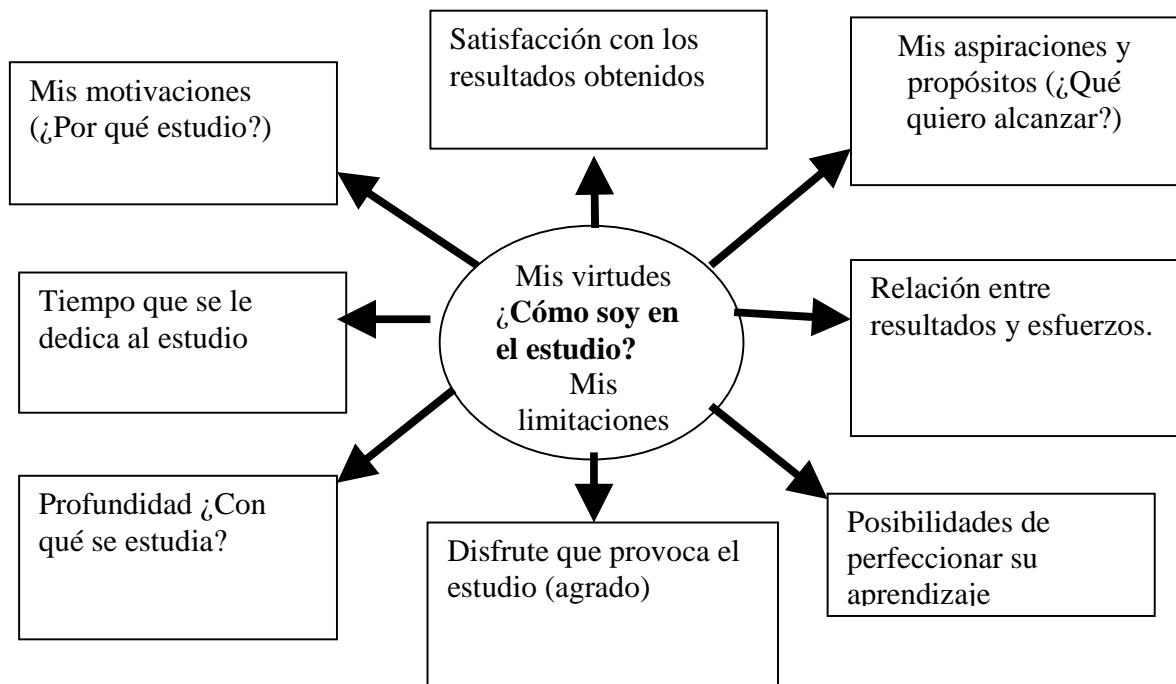 Satisfacción con los
resultados obtenidos
Mis aspiraciones y
propósitos (¿Qué
quiero alcanzar?)
Mis motivaciones
(¿Por qué estudio?)
Mis virtudes
¿Cómo soy en
el estudio?
Mis
limitaciones
Tiempo que se le
dedica al estudio
Relación entre
resultados y esfuerzos.
Profundidad ¿Con
qué se estudia?
Disfrute que provoca el
estudio (agrado)
Posibilidades de
perfeccionar su
aprendizaje